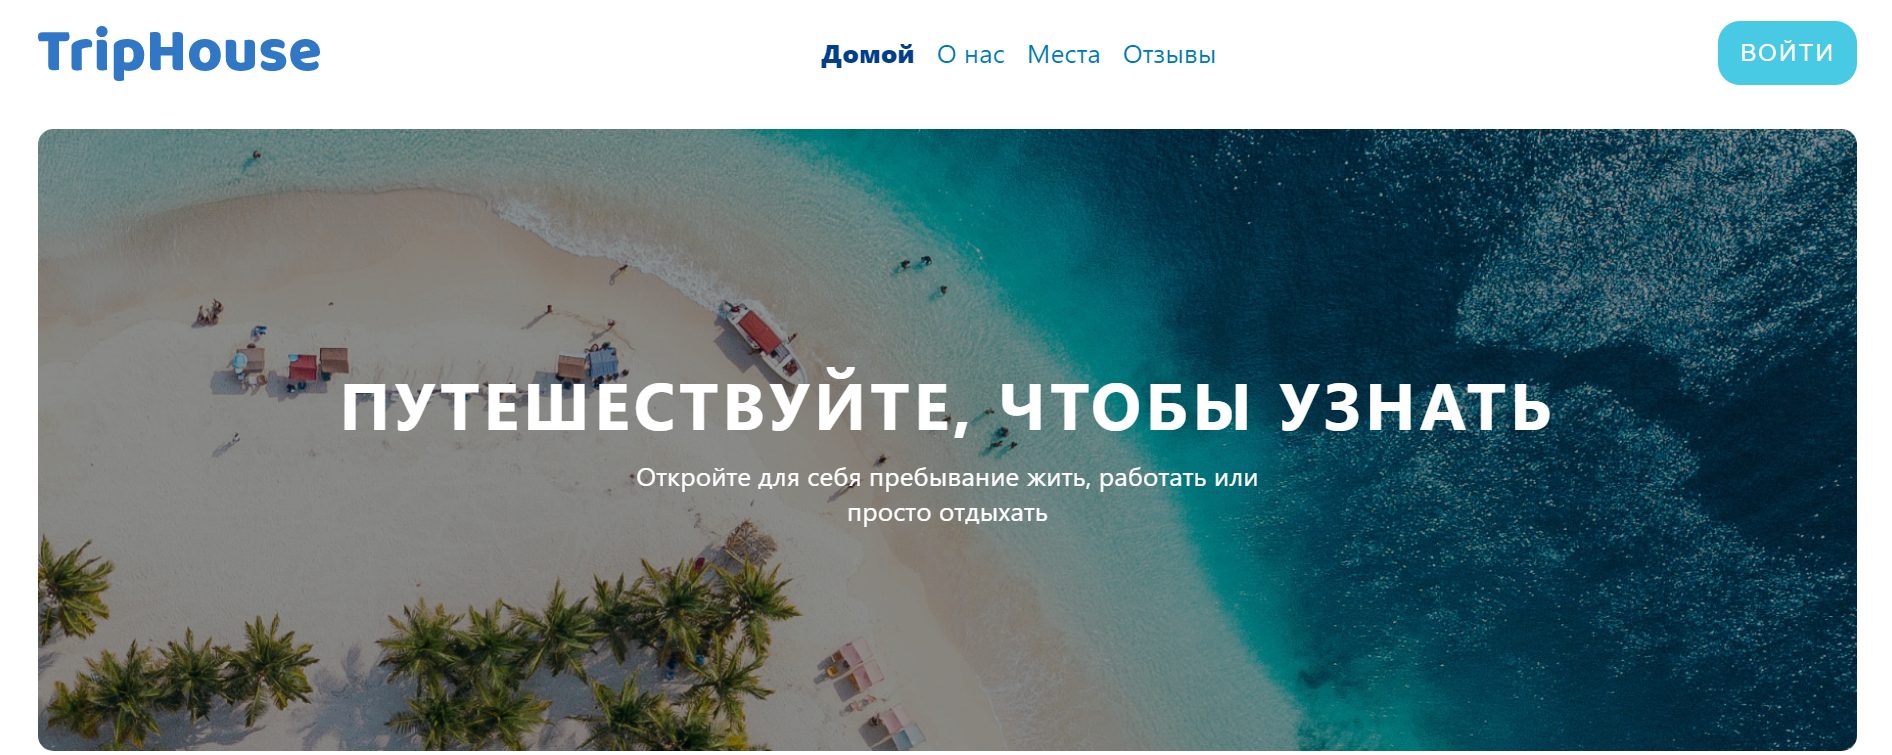 TripHouse
Домой О нас Места Отзывы
ВОЙТИ
ПУТЕШЕСТВУЙТЕ, ЧТОБЫ УЗНАТЬ
Откройте для себя пребывание жить, работать или
просто отдыхать